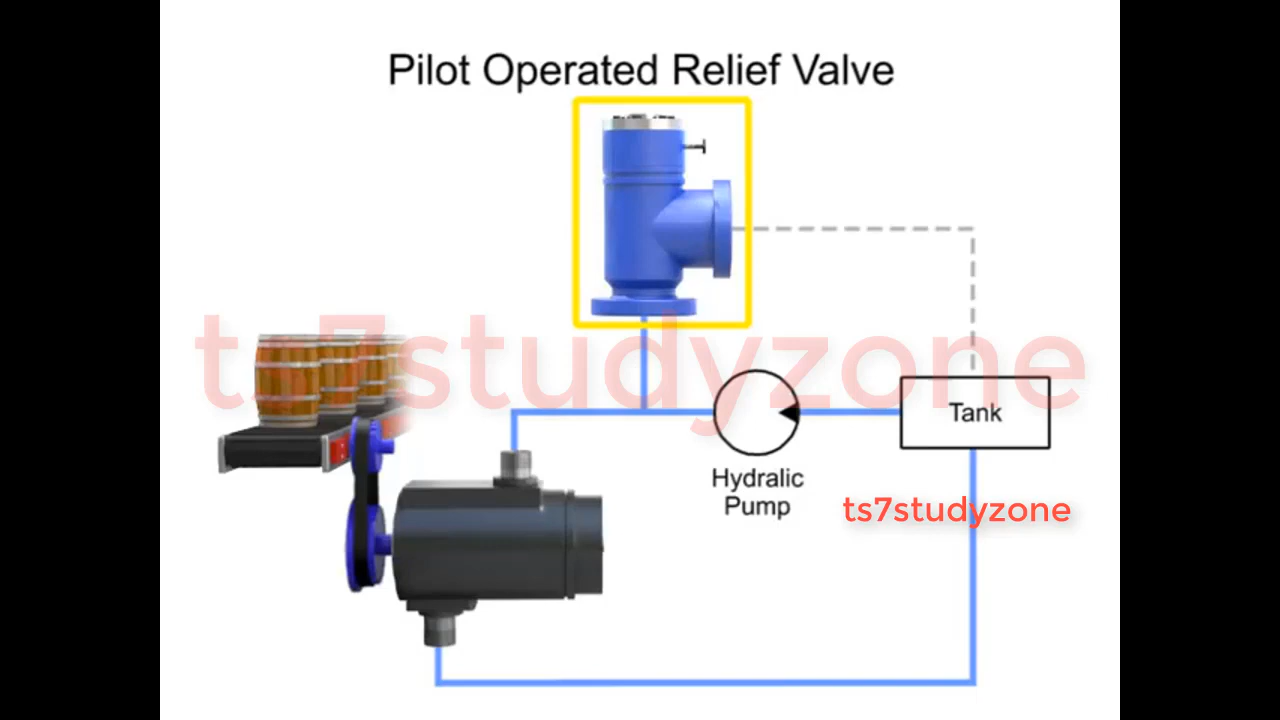 Pilot Operated Relief Valve
ts7studyzone
Tank
Hydralic
Pump
ts7studyzone